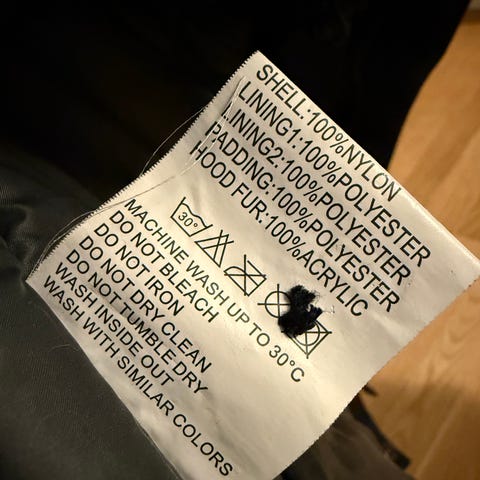 SHELL:100%NYLON
LINING1:100%POLYESTER
LINING2:100%POLYESTER
PADDING:100%POLYESTER
HOOD FUR:100%ACRYLIC
30°
MACHINE WASH UP TO 30°C
DO NOT BLEACH
DO NOT IRON
DO NOT DRY CLEAN
DO NOT TUMBLE DRY
WASH INSIDE OUT
WASH WITH SIMILAR COLORS